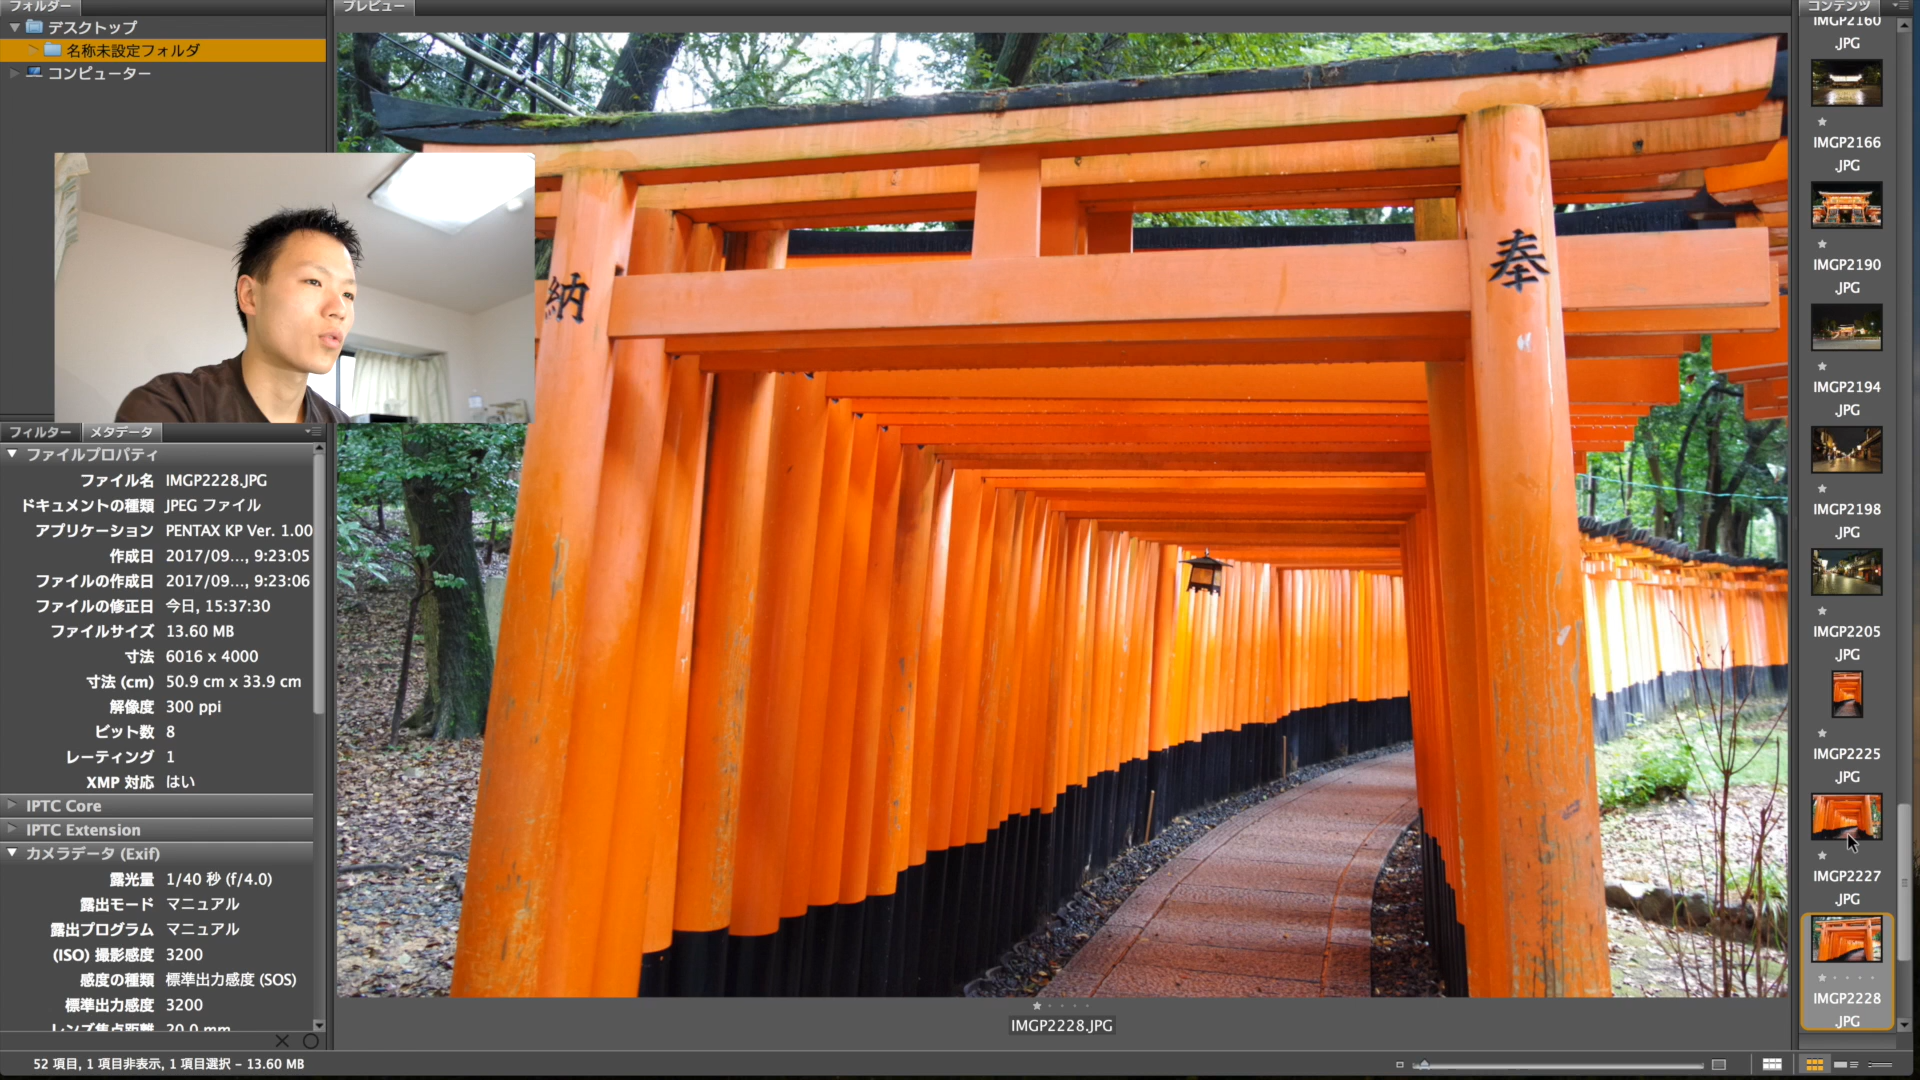 フォルダー
デスクトップ
名称未設定フォルダ
コンピューター
プレビュー
納
奉
IMGP2228.JPG
フィルター
メタデータ
ファイルプロパティ
ファイル名 IMGP2228.JPG
ドキュメントの種類 JPEG ファイル
アプリケーション PENTAX KP Ver. 1.00
作成日 2017/09..., 9:23:05
ファイルの作成日 2017/09..., 9:23:06
ファイルの修正日 今日, 15:37:30
ファイルサイズ 13.60 MB
寸法 6016 x 4000
寸法 (cm) 50.9 cm x 33.9 cm
解像度 300 ppi
ビット数 8
レーティング 1
XMP 対応 はい
IPTC Core
IPTC Extension
カメラデータ (Exif)
露光量 1/40 秒 (f/4.0)
露出モード マニュアル
露出プログラム マニュアル
(ISO) 撮影感度 3200
感度の種類 標準出力感度 (SOS)
標準出力感度 3200
レンズ焦点距離 20.0 mm
52 項目, 1 項目非表示, 1 項目選択 - 13.60 MB
コンテンツ
IMGP2160
.JPG
IMGP2166
.JPG
IMGP2190
.JPG
IMGP2194
.JPG
IMGP2198
.JPG
IMGP2205
.JPG
IMGP2225
.JPG
IMGP2227
.JPG
IMGP2228
.JPG